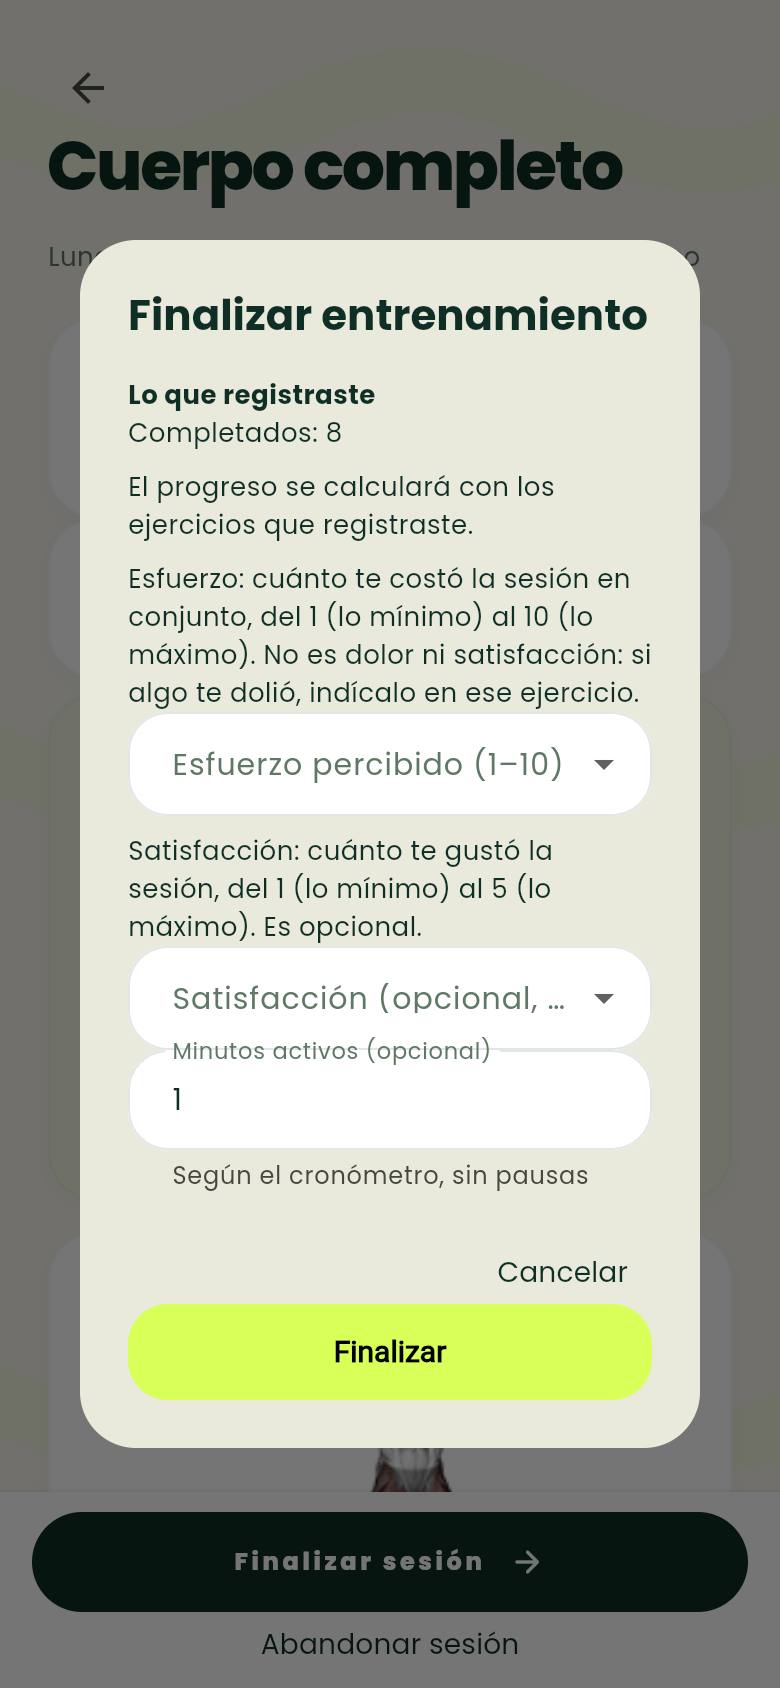 Cuerpo completo
Finalizar entrenamiento
Lo que registraste
Completados: 8
El progreso se calculará con los
ejercicios que registraste.
Esfuerzo: cuánto te costó la sesión en
conjunto, del 1 (lo mínimo) al 10 (lo
máximo). No es dolor ni satisfacción: si
algo te dolió, indícalo en ese ejercicio.
Esfuerzo percibido (1–10)
Satisfacción: cuánto te gustó la
sesión, del 1 (lo mínimo) al 5 (lo
máximo). Es opcional.
Satisfacción (opcional, …
Minutos activos (opcional)
1
Según el cronómetro, sin pausas
Cancelar
Finalizar
Finalizar sesión
Abandonar sesión